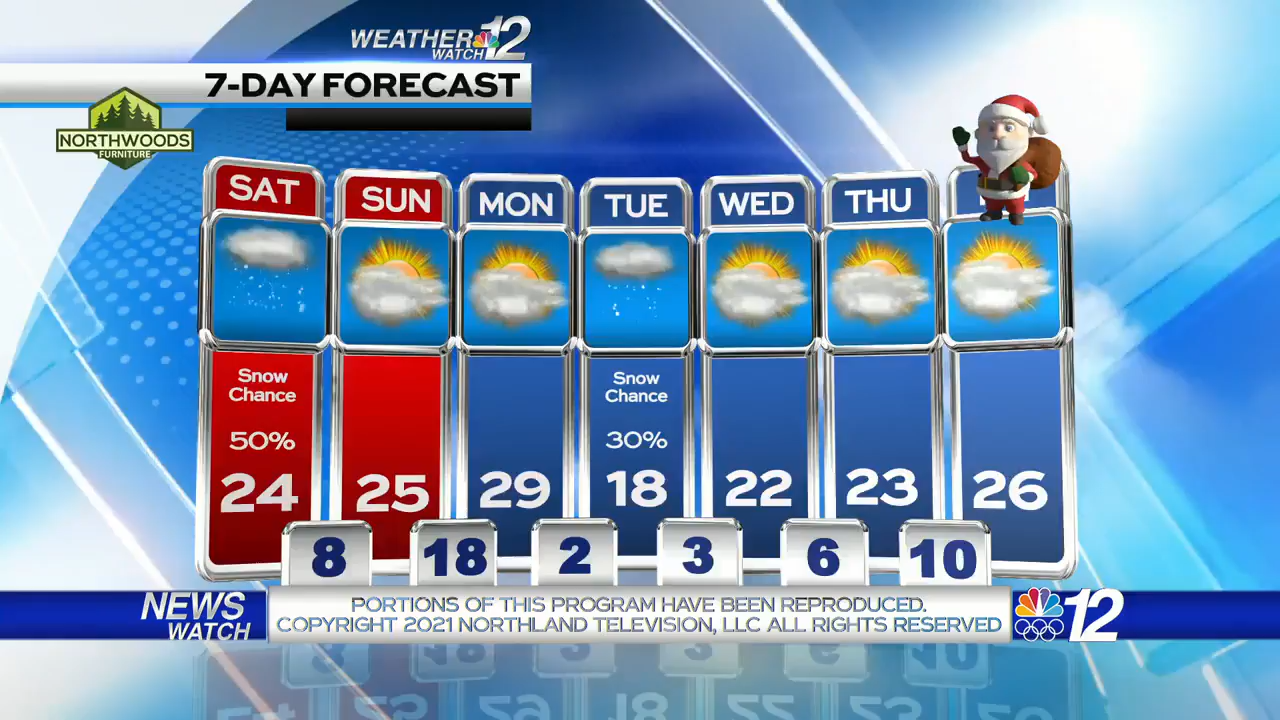 WEATHER 12
WATCH
7-DAY FORECAST
NORTHWOODS
FURNITURE
SAT SUN MON TUE WED THU
Snow Chance
50%
Snow Chance
30%
24 25 29 18 22 23 26
8 18 2 3 6 10
NEWS
WATCH
PORTIONS OF THIS PROGRAM HAVE BEEN REPRODUCED.
COPYRIGHT 2021 NORTHLAND TELEVISION, LLC ALL RIGHTS RESERVED
12